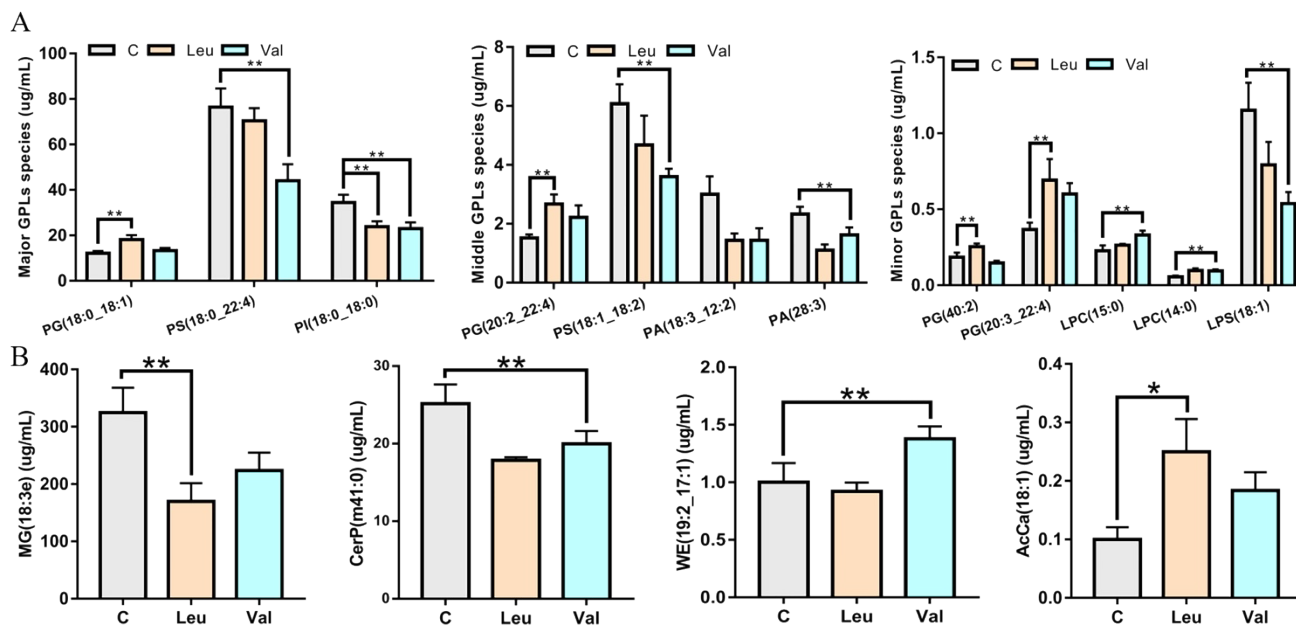 A
C Leu Val
Major GPLs species (ug/mL)
100
80
60
40
20
0
**
**
**
**
PG(18:0_18:1)
PS(18:0_22:4)
PI(18:0_18:0)
C Leu Val
Middle GPLs species (ug/mL)
8
6
4
2
0
**
**
**
PG(20:2_22:4)
PS(18:1_18:2)
PA(18:3_12:2)
PA(28:3)
C Leu Val
Minor GPLs species (ug/mL)
1.5
1.0
0.5
0.0
**
**
**
**
**
PG(40:2)
PG(20:3_22:4)
LPC(15:0)
LPC(14:0)
LPS(18:1)
B
MG(18:3e) (ug/mL)
400
300
200
100
0
**
C Leu Val
CerP(m41:0) (ug/mL)
30
20
10
0
**
C Leu Val
WE(19:2_17:1) (ug/mL)
2.0
1.5
1.0
0.5
0.0
**
C Leu Val
AcCa(18:1) (ug/mL)
0.4
0.3
0.2
0.1
0.0
*
C Leu Val